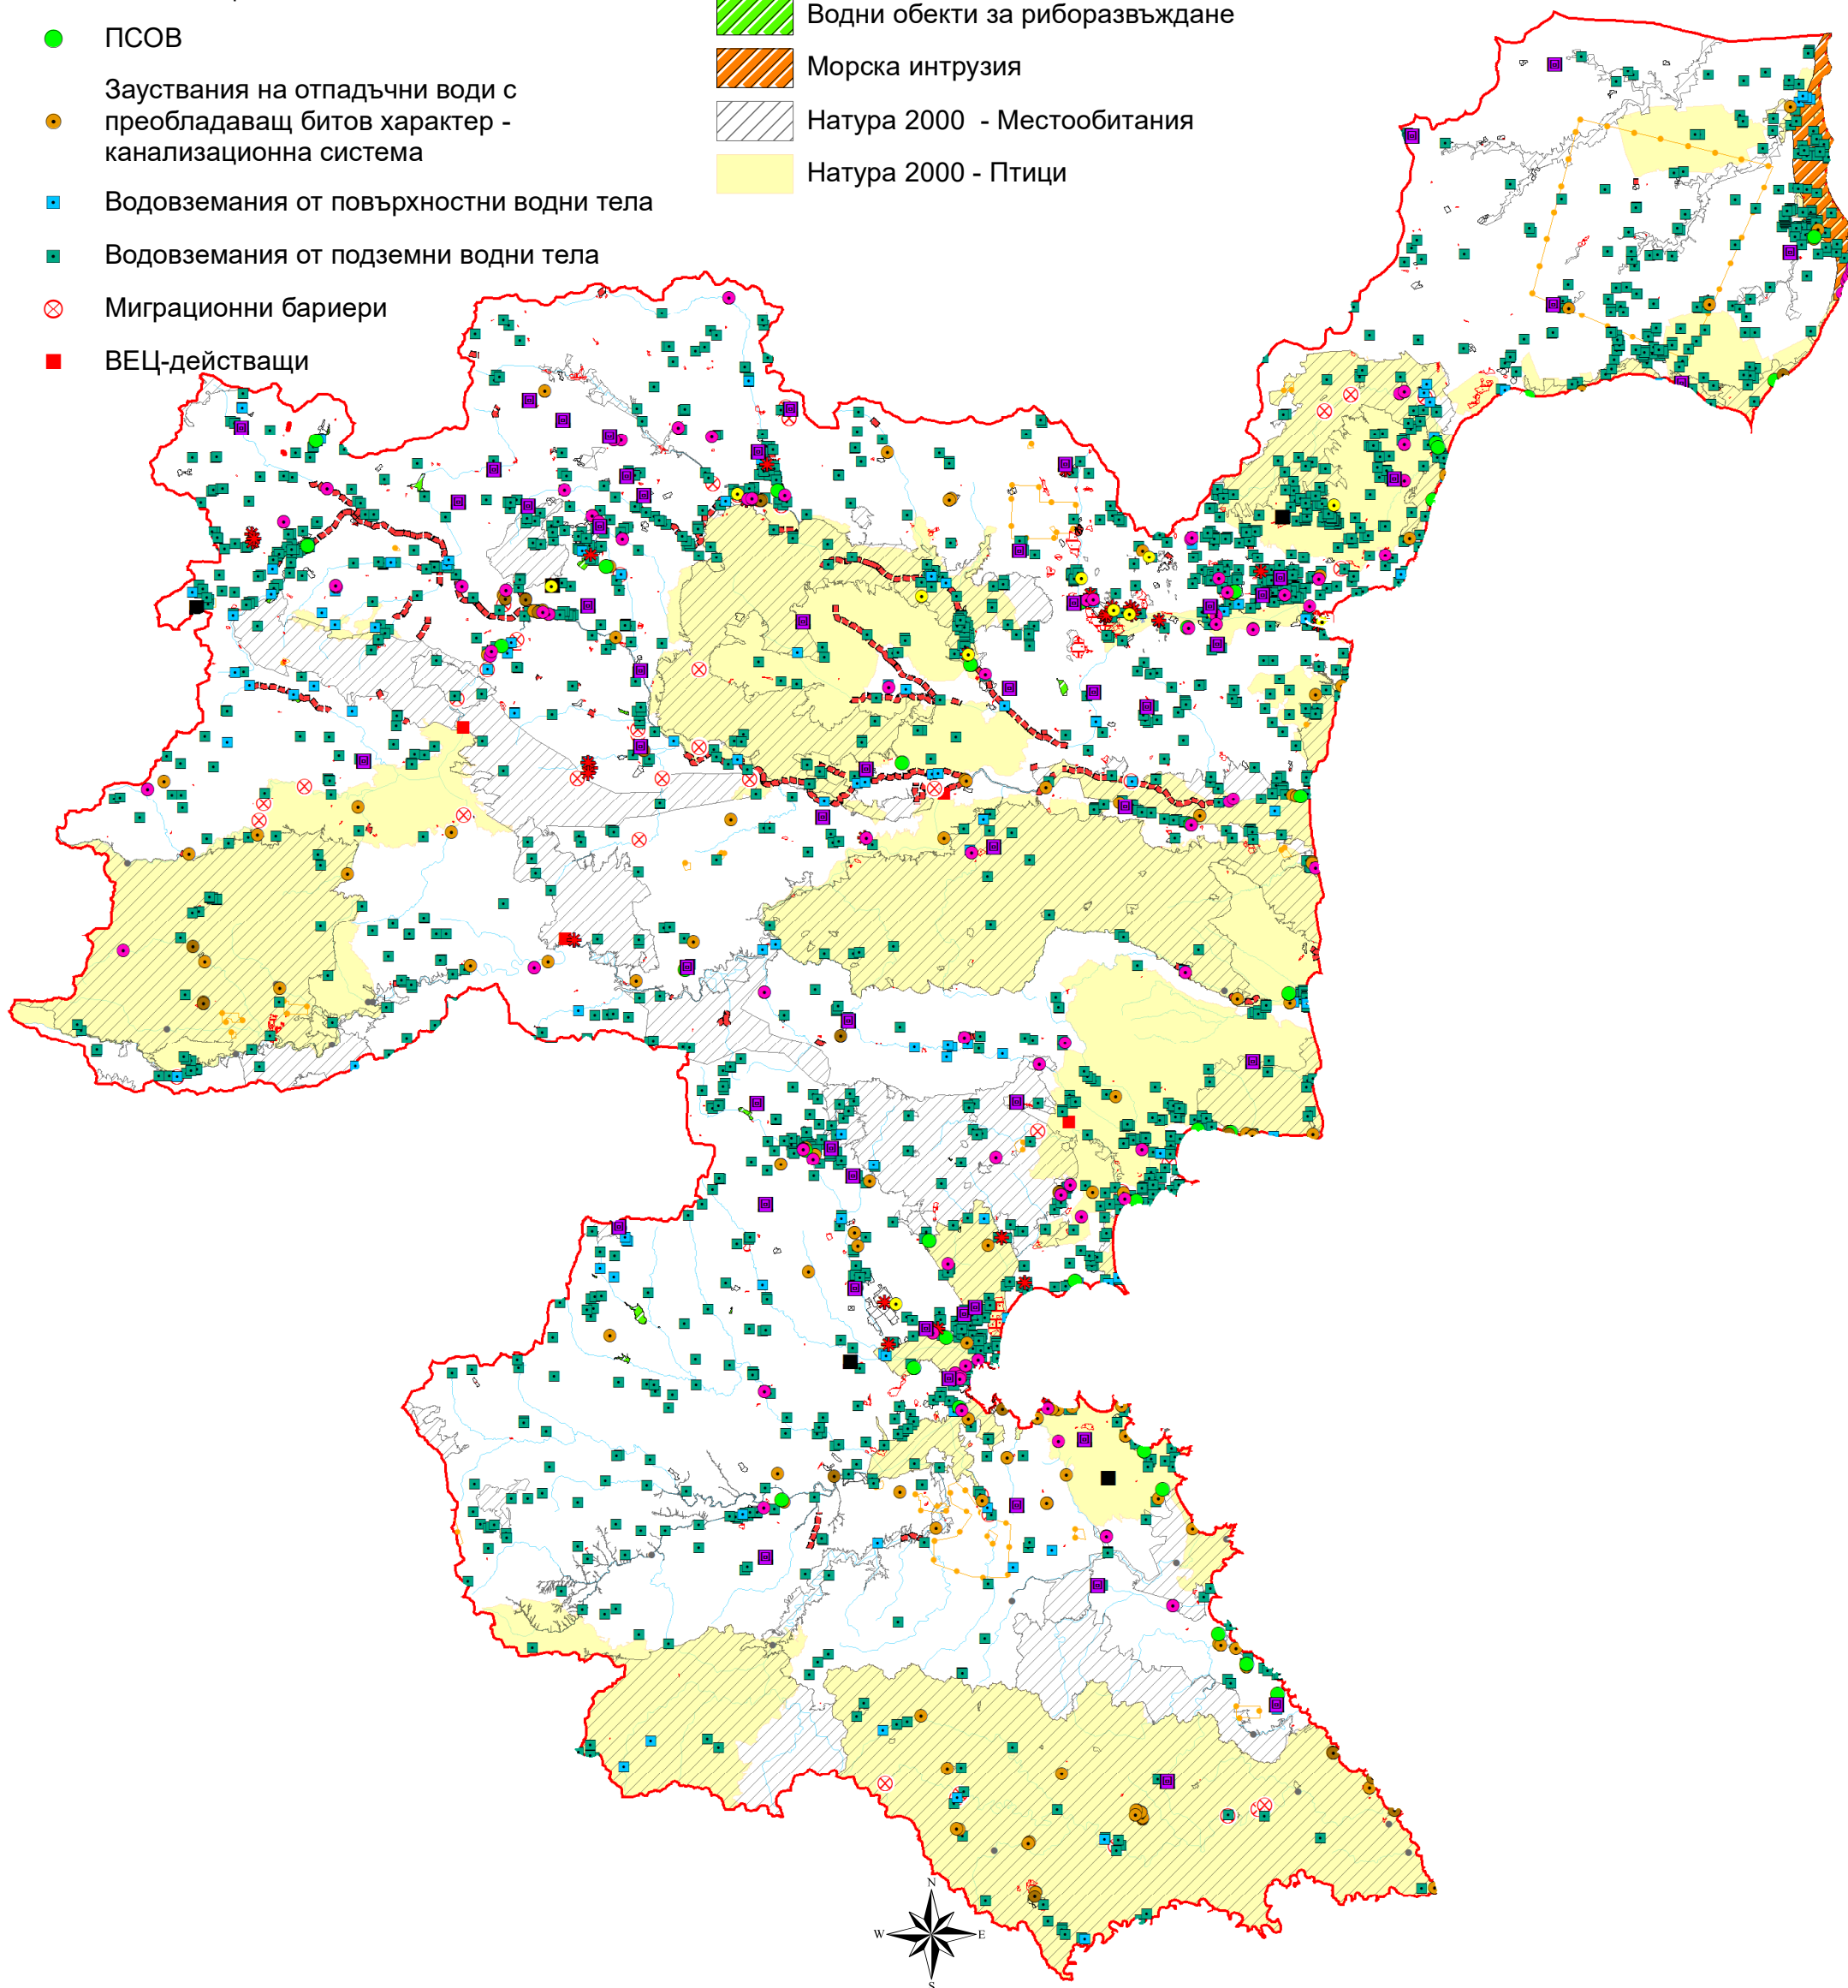 ПСОВ
Зауствания на отпадъчни води с
преобладаващ битов характер -
канализационна система
Водовземания от повърхностни водни тела
Водовземания от подземни водни тела
Миграционни бариери
ВЕЦ-действащи
Водни обекти за риборазвъждане
Морска интрузия
Натура 2000 - Местообитания
Натура 2000 - Птици
N
W E
S